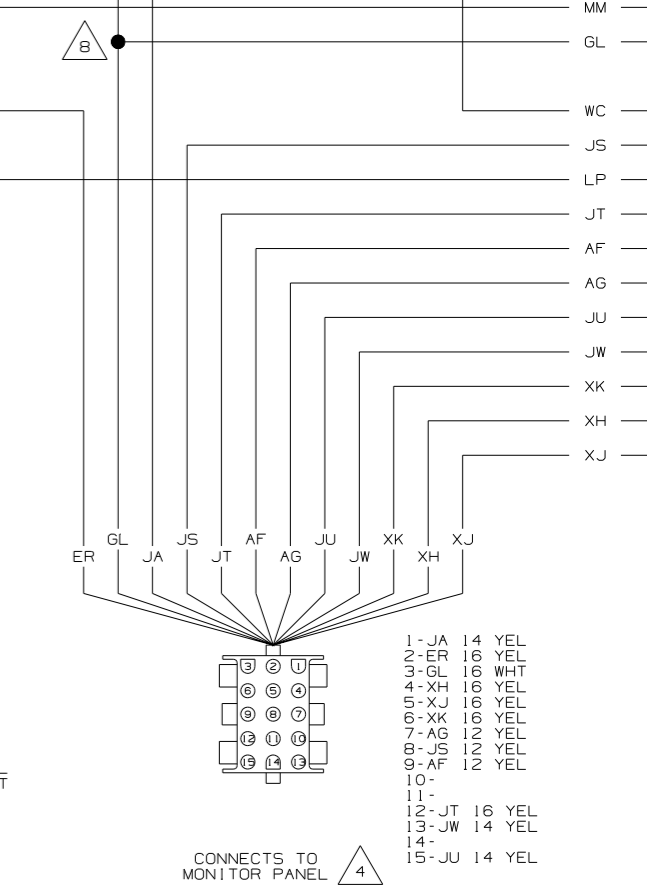 MM
8
GL
WC
JS
LP
JT
AF
AG
JU
JW
XK
XH
XJ
GL JS AF JU XK XJ
ER JA JT AG JW XH
3 2 1
6 5 4
9 8 7
12 11 10
15 14 13
1-JA 14 YEL
2-ER 16 YEL
3-GL 16 WHT
4-XH 16 YEL
5-XJ 16 YEL
6-XK 16 YEL
7-AG 12 YEL
8-JS 12 YEL
9-AF 12 YEL
10-
11-
12-JT 16 YEL
13-JW 14 YEL
14-
15-JU 14 YEL
T
CONNECTS TO
MONITOR PANEL 4